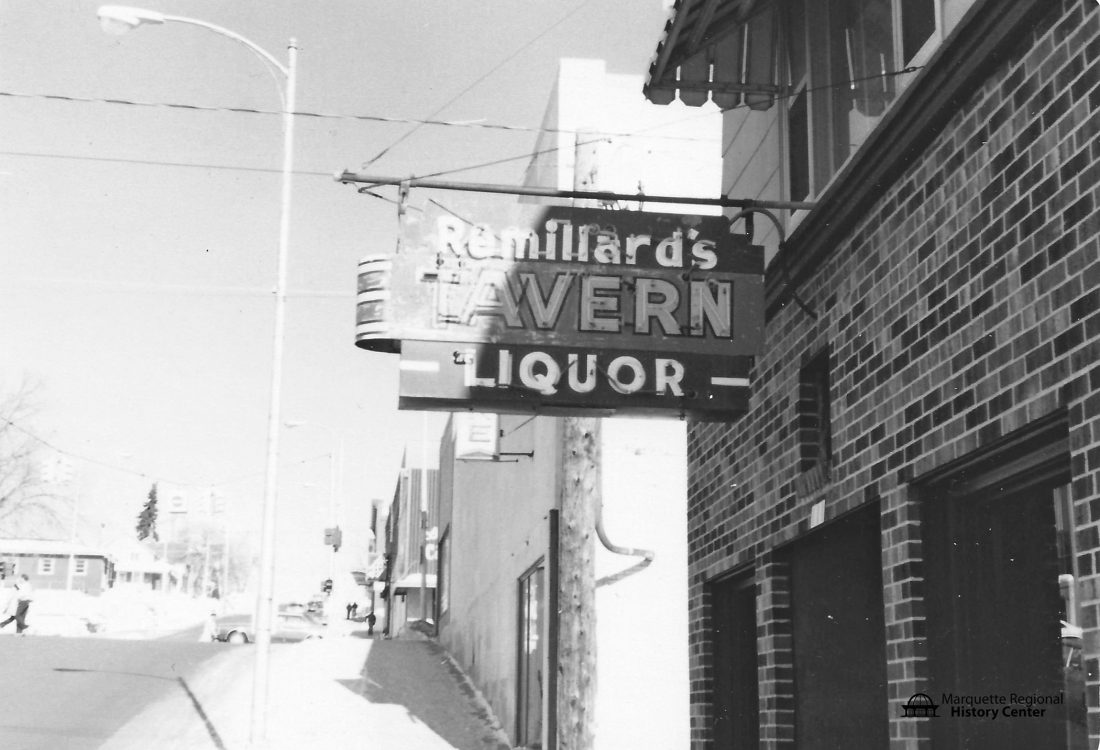 Remillard's
TAVERN
LIQUOR
E
Marquette Regional
History Center